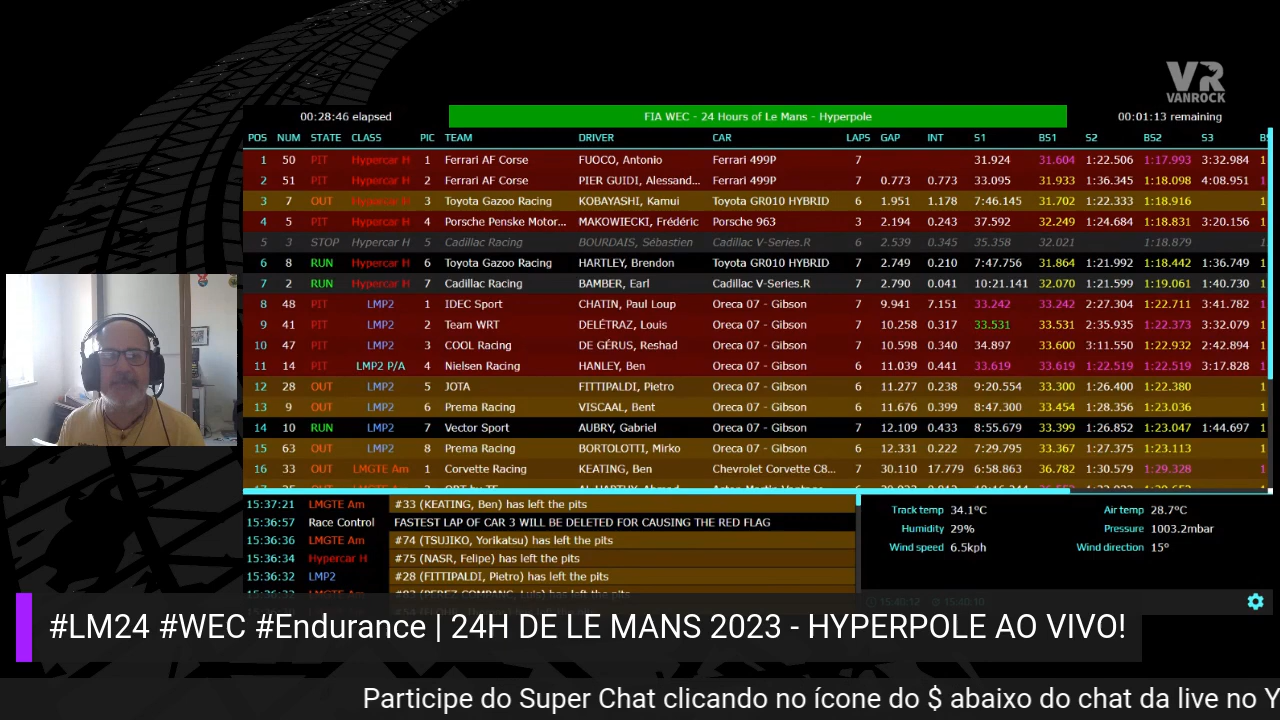 VR
VANROCK
00:28:46 elapsed FIA WEC - 24 Hours of Le Mans - Hyperpole 00:01:13 remaining
POS NUM STATE CLASS PIC TEAM DRIVER CAR LAPS GAP INT S1 BS1 S2 BS2 S3
1 50 PIT Hypercar H 1 Ferrari AF Corse FUOCO, Antonio Ferrari 499P 7 31.924 31.604 1:22.506 1:17.993 3:32.984 1
2 51 PIT Hypercar H 2 Ferrari AF Corse PIER GUIDI, Alessand... Ferrari 499P 7 0.773 0.773 33.095 31.933 1:36.345 1:18.098 4:08.951 1
3 7 OUT Hypercar H 3 Toyota Gazoo Racing KOBAYASHI, Kamui Toyota GR010 HYBRID 6 1.951 1.178 7:46.145 31.702 1:22.333 1:18.916 1
4 5 PIT Hypercar H 4 Porsche Penske Motor... MAKOWIECKI, Frédéric Porsche 963 3 2.194 0.243 37.592 32.249 1:24.684 1:18.831 3:20.156 1
5 3 STOP Hypercar H 5 Cadillac Racing BOURDAIS, Sébastien Cadillac V-Series.R 6 2.539 0.345 35.358 32.021 1:18.879
6 8 RUN Hypercar H 6 Toyota Gazoo Racing HARTLEY, Brendon Toyota GR010 HYBRID 7 2.749 0.210 7:47.756 31.864 1:21.992 1:18.442 1:36.749 1
7 2 RUN Hypercar H 7 Cadillac Racing BAMBER, Earl Cadillac V-Series.R 7 2.790 0.041 10:21.141 32.070 1:21.599 1:19.061 1:40.730 1
8 48 PIT LMP2 1 IDEC Sport CHATIN, Paul Loup Oreca 07 - Gibson 7 9.941 7.151 33.242 33.242 2:27.304 1:22.711 3:41.782 1
9 41 PIT LMP2 2 Team WRT DELÉTRAZ, Louis Oreca 07 - Gibson 7 10.258 0.317 33.531 33.531 2:35.935 1:22.373 3:32.079 1
10 47 PIT LMP2 3 COOL Racing DE GÉRUS, Reshad Oreca 07 - Gibson 7 10.598 0.340 34.897 33.600 3:11.550 1:22.932 2:42.894 1
11 14 PIT LMP2 P/A 4 Nielsen Racing HANLEY, Ben Oreca 07 - Gibson 7 11.039 0.441 33.619 33.619 1:22.519 1:22.519 3:17.828 1
12 28 OUT LMP2 5 JOTA FITTIPALDI, Pietro Oreca 07 - Gibson 6 11.277 0.238 9:20.554 33.300 1:26.400 1:22.380 1
13 9 OUT LMP2 6 Prema Racing VISCAAL, Bent Oreca 07 - Gibson 6 11.676 0.399 8:47.300 33.454 1:28.356 1:23.036 1
14 10 RUN LMP2 7 Vector Sport AUBRY, Gabriel Oreca 07 - Gibson 7 12.109 0.433 8:55.679 33.399 1:26.852 1:23.047 1:44.697 1
15 63 OUT LMP2 8 Prema Racing BORTOLOTTI, Mirko Oreca 07 - Gibson 6 12.331 0.222 7:29.795 33.367 1:27.375 1:23.113 1
16 33 OUT LMGTE Am 1 Corvette Racing KEATING, Ben Chevrolet Corvette C8... 7 30.110 17.779 6:58.863 36.782 1:30.579 1:29.328 1
15:37:21 LMGTE Am #33 (KEATING, Ben) has left the pits
15:36:57 Race Control FASTEST LAP OF CAR 3 WILL BE DELETED FOR CAUSING THE RED FLAG
15:36:36 LMGTE Am #74 (TSUJIKO, Yorikatsu) has left the pits
15:36:34 Hypercar H #75 (NASR, Felipe) has left the pits
15:36:32 LMP2 #28 (FITTIPALDI, Pietro) has left the pits
Track temp 34.1°C Air temp 28.7°C
Humidity 29% Pressure 1003.2mbar
Wind speed 6.5kph Wind direction 15°
#LM24 #WEC #Endurance | 24H DE LE MANS 2023 - HYPERPOLE AO VIVO!
Participe do Super Chat clicando no ícone do $ abaixo do chat da live no Y